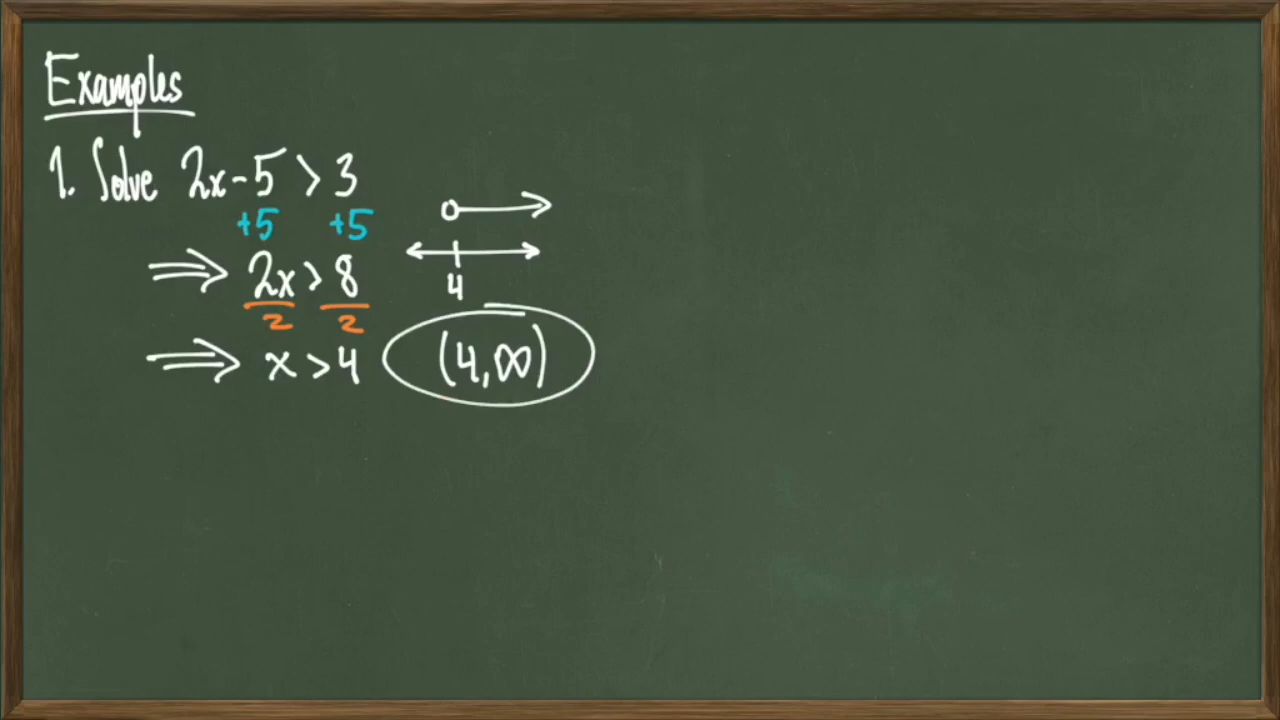 Examples
1. Solve 2x-5 > 3
+5 +5
⟹ 2x > 8
2 2
⟹ x > 4
4
(4,∞)